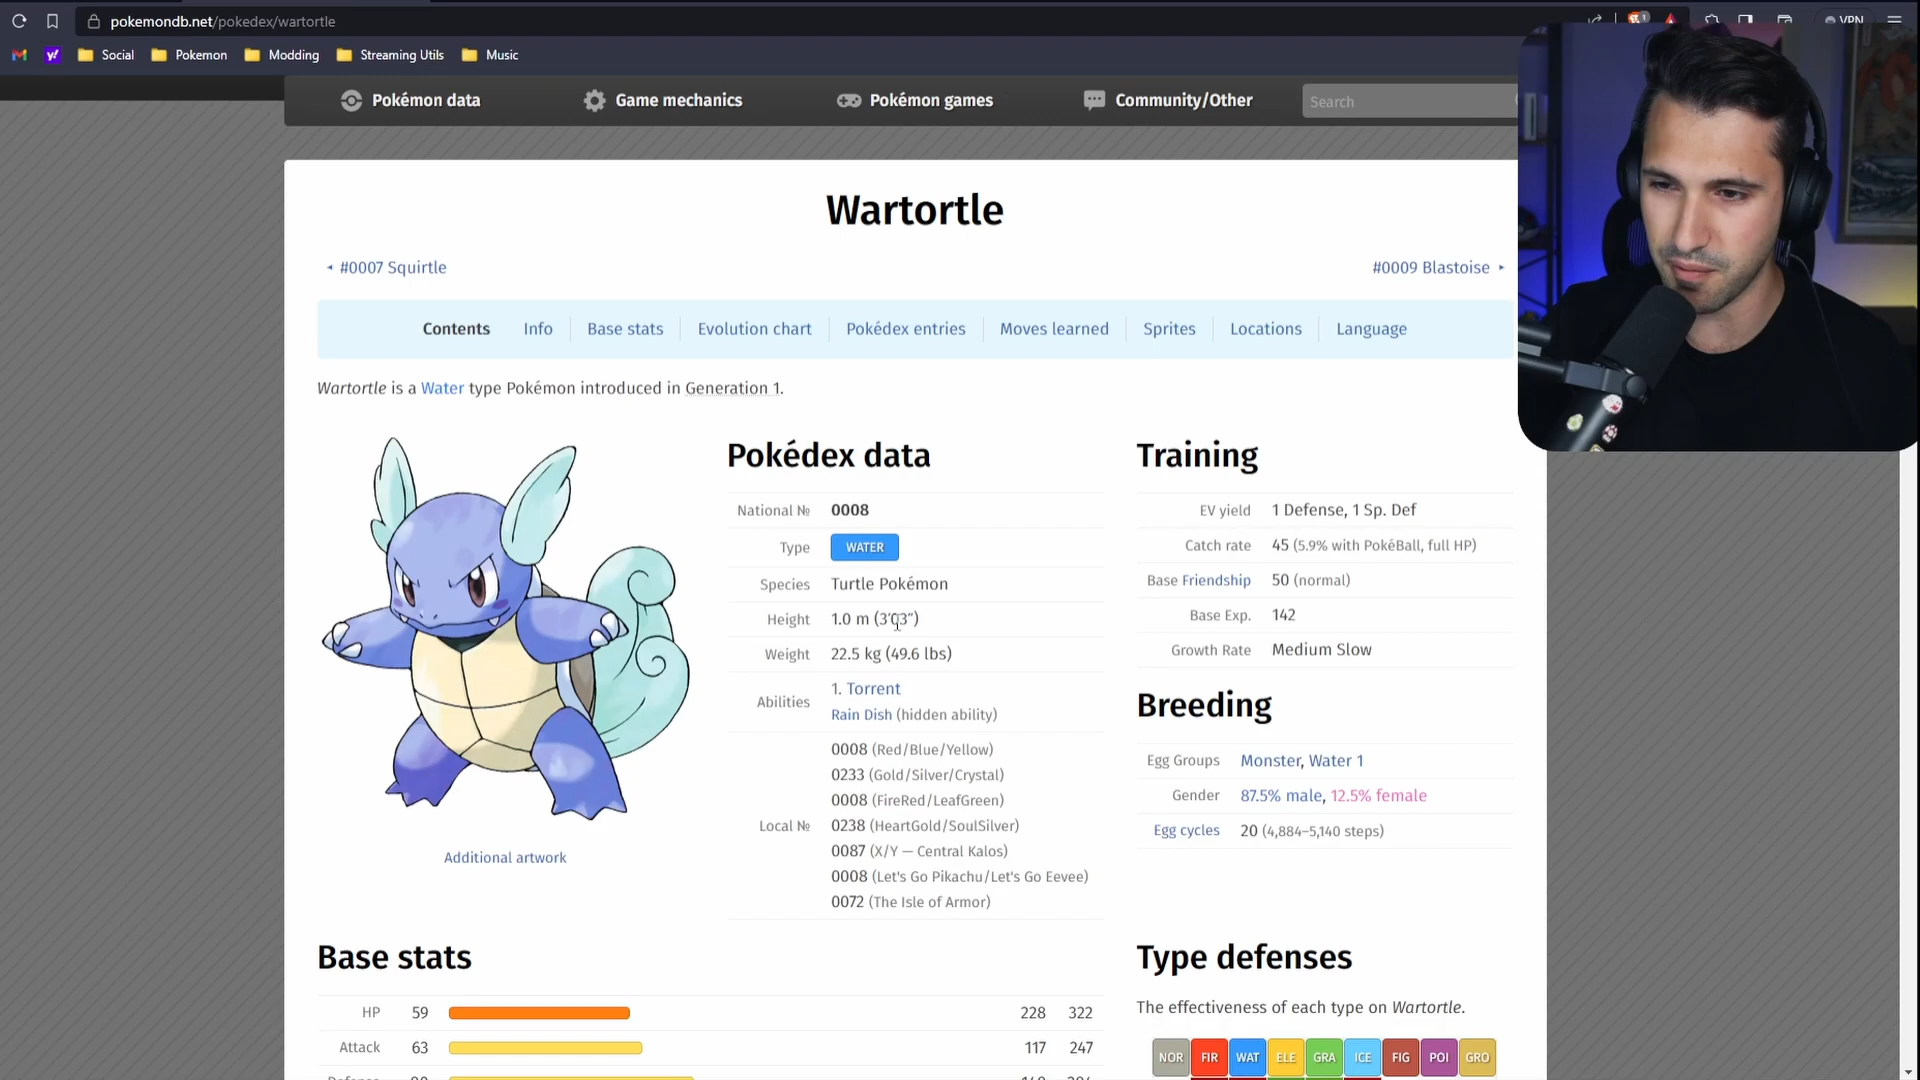 pokemondb.net/pokedex/wartortle
VPN
Social Pokemon Modding Streaming Utils Music
Pokémon data Game mechanics Pokémon games Community/Other Search
Wartortle
#0007 Squirtle #0009 Blastoise
Contents Info Base stats Evolution chart Pokédex entries Moves learned Sprites Locations Language
Wartortle is a Water type Pokémon introduced in Generation 1.
Additional artwork
Pokédex data
National № 0008
Type WATER
Species Turtle Pokémon
Height 1.0 m (3′03″)
Weight 22.5 kg (49.6 lbs)
Abilities 1. Torrent
Rain Dish (hidden ability)
Local № 0008 (Red/Blue/Yellow)
0233 (Gold/Silver/Crystal)
0008 (FireRed/LeafGreen)
0238 (HeartGold/SoulSilver)
0087 (X/Y — Central Kalos)
0008 (Let's Go Pikachu/Let's Go Eevee)
0072 (The Isle of Armor)
Training
EV yield 1 Defense, 1 Sp. Def
Catch rate 45 (5.9% with PokéBall, full HP)
Base Friendship 50 (normal)
Base Exp. 142
Growth Rate Medium Slow
Breeding
Egg Groups Monster, Water 1
Gender 87.5% male, 12.5% female
Egg cycles 20 (4,884–5,140 steps)
Base stats
HP 59 228 322
Attack 63 117 247
Type defenses
The effectiveness of each type on Wartortle.
NOR FIR WAT ELE GRA ICE FIG POI GRO